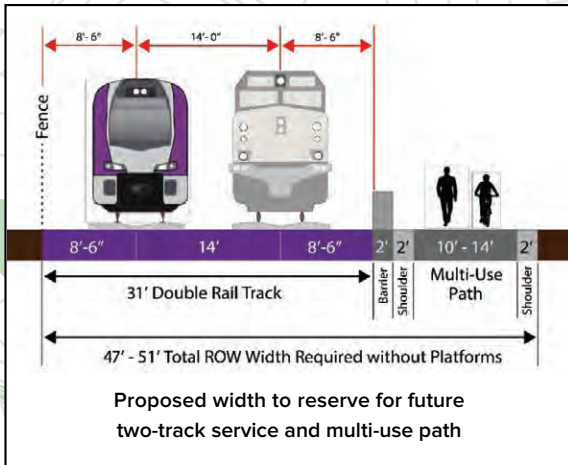 8'- 6"
14'- 0"
8'- 6"
Fence
8'-6"
14'
8'-6"
2'
2'
10' - 14'
2'
31' Double Rail Track
Barrier
Shoulder
Multi-Use
Path
Shoulder
47' - 51' Total ROW Width Required without Platforms
Proposed width to reserve for future
two-track service and multi-use path